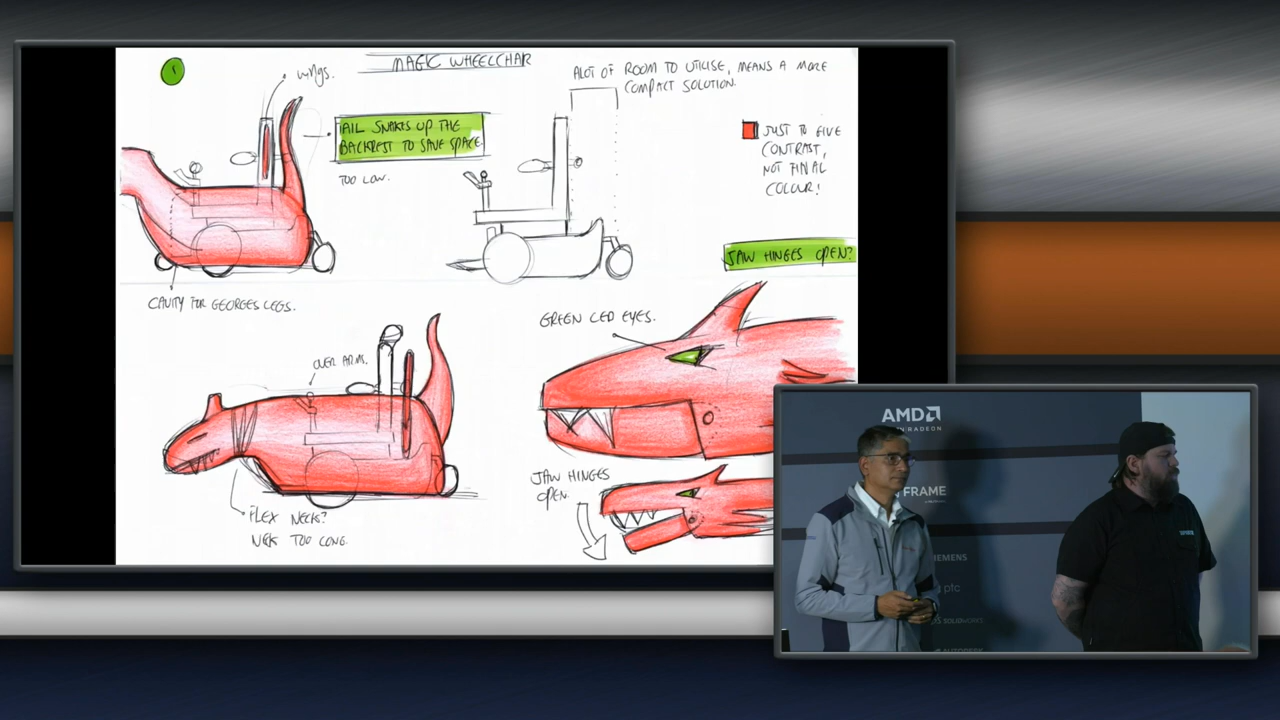 MAGIC WHEELCHAIR
WINGS.
TAIL SNAKES UP THE
BACKREST TO SAVE SPACE
TOO LOW.
ALOT OF ROOM TO UTILISE, MEANS A MORE
COMPACT SOLUTION.
JUST TO GIVE
CONTRAST,
NOT FINAL
COLOUR!
JAW HINGES OPEN?
CAVITY FOR GEORGES LEGS.
GREEN LED EYES.
OVER ARMS.
FLEX NECK?
NECK TOO LONG.
JAW HINGES
OPEN.
AMD
RADEON
FRAME
SIEMENS
ptc
SOLIDWORKS
AUTODESK